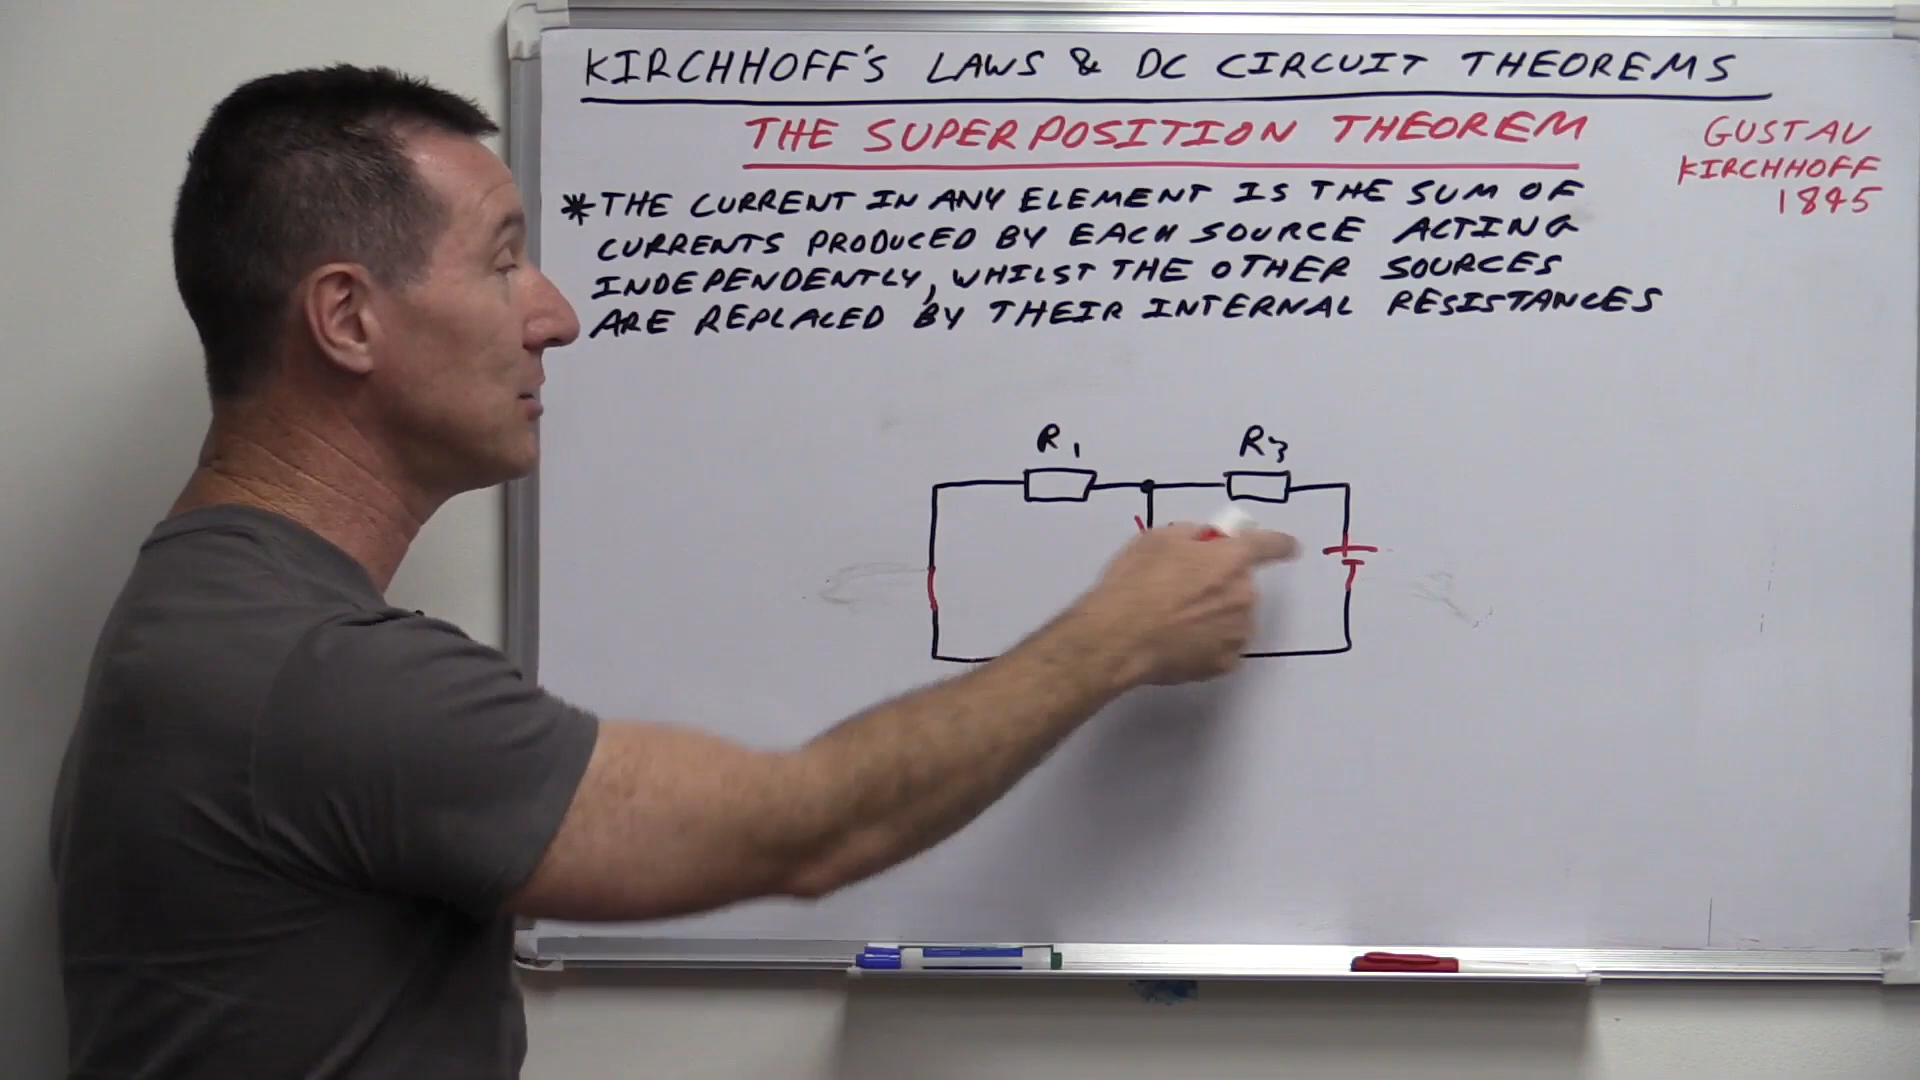 KIRCHHOFF'S LAWS & DC CIRCUIT THEOREMS
THE SUPERPOSITION THEOREM
GUSTAV
KIRCHHOFF
1845
*THE CURRENT IN ANY ELEMENT IS THE SUM OF
CURRENTS PRODUCED BY EACH SOURCE ACTING
INDEPENDENTLY, WHILST THE OTHER SOURCES
ARE REPLACED BY THEIR INTERNAL RESISTANCES
R1 R3